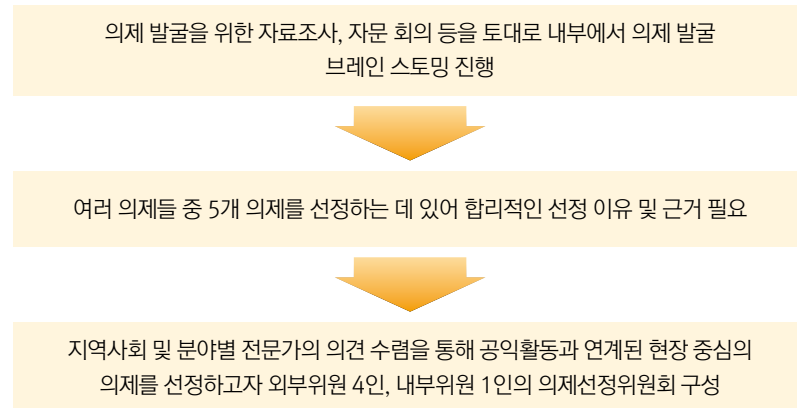 의제 발굴을 위한 자료조사, 자문 회의 등을 토대로 내부에서 의제 발굴
브레인 스토밍 진행
여러 의제들 중 5개 의제를 선정하는 데 있어 합리적인 선정 이유 및 근거 필요
지역사회 및 분야별 전문가의 의견 수렴을 통해 공익활동과 연계된 현장 중심의
의제를 선정하고자 외부위원 4인, 내부위원 1인의 의제선정위원회 구성